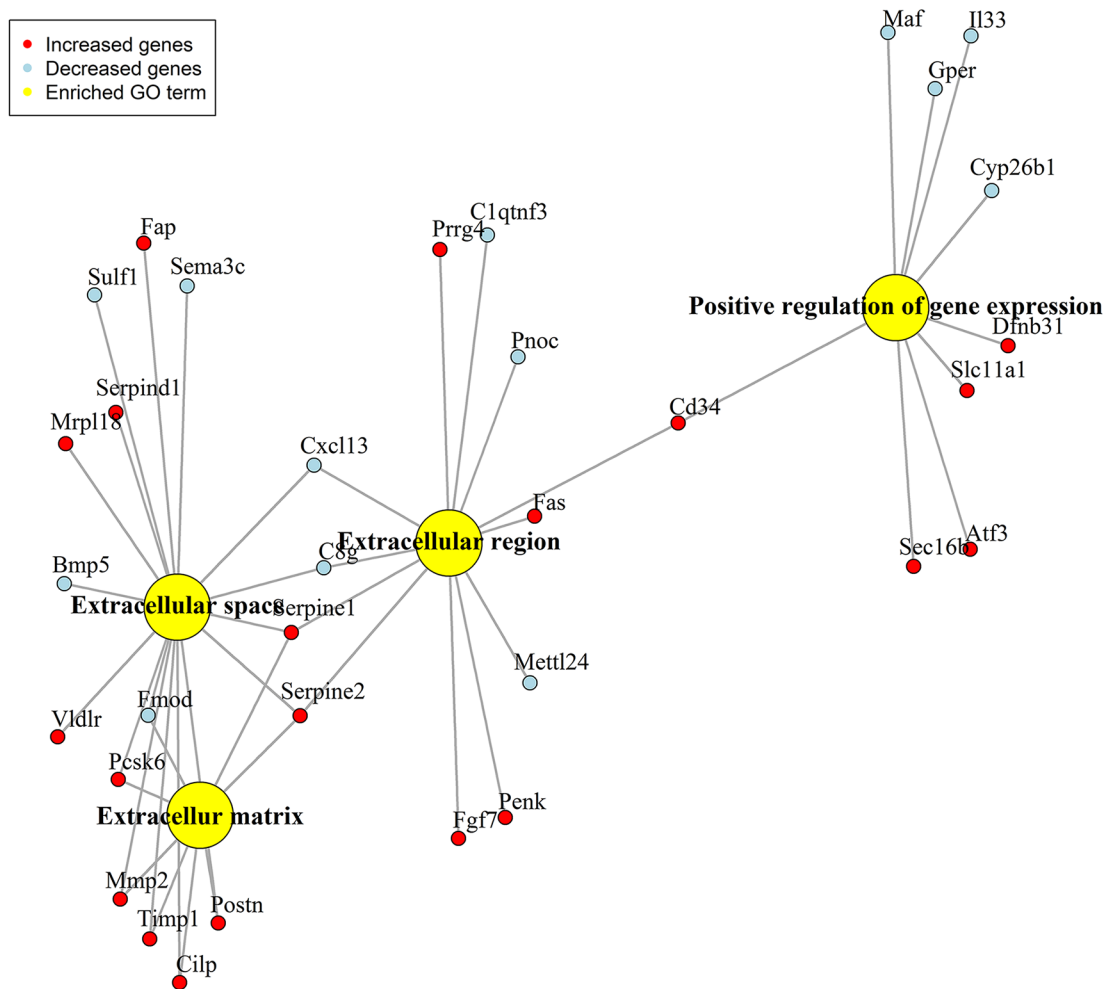 Increased genes
Decreased genes
Enriched GO term
Maf
Il33
Gper
Cyp26b1
C1qtnf3
Prrg4
Fap
Sema3c
Sulf1
Positive regulation of gene expression
Dfnb31
Pnoc
Slc11a1
Serpind1
Cd34
Mrpl18
Cxcl13
Fas
Atf3
Extracellular region
Sec16b
C8g
Bmp5
Extracellular space
Serpine1
Mettl24
Serpine2
Fmod
Vldlr
Pcsk6
Penk
Extracellur matrix
Fgf7
Mmp2
Postn
Timp1
Cilp